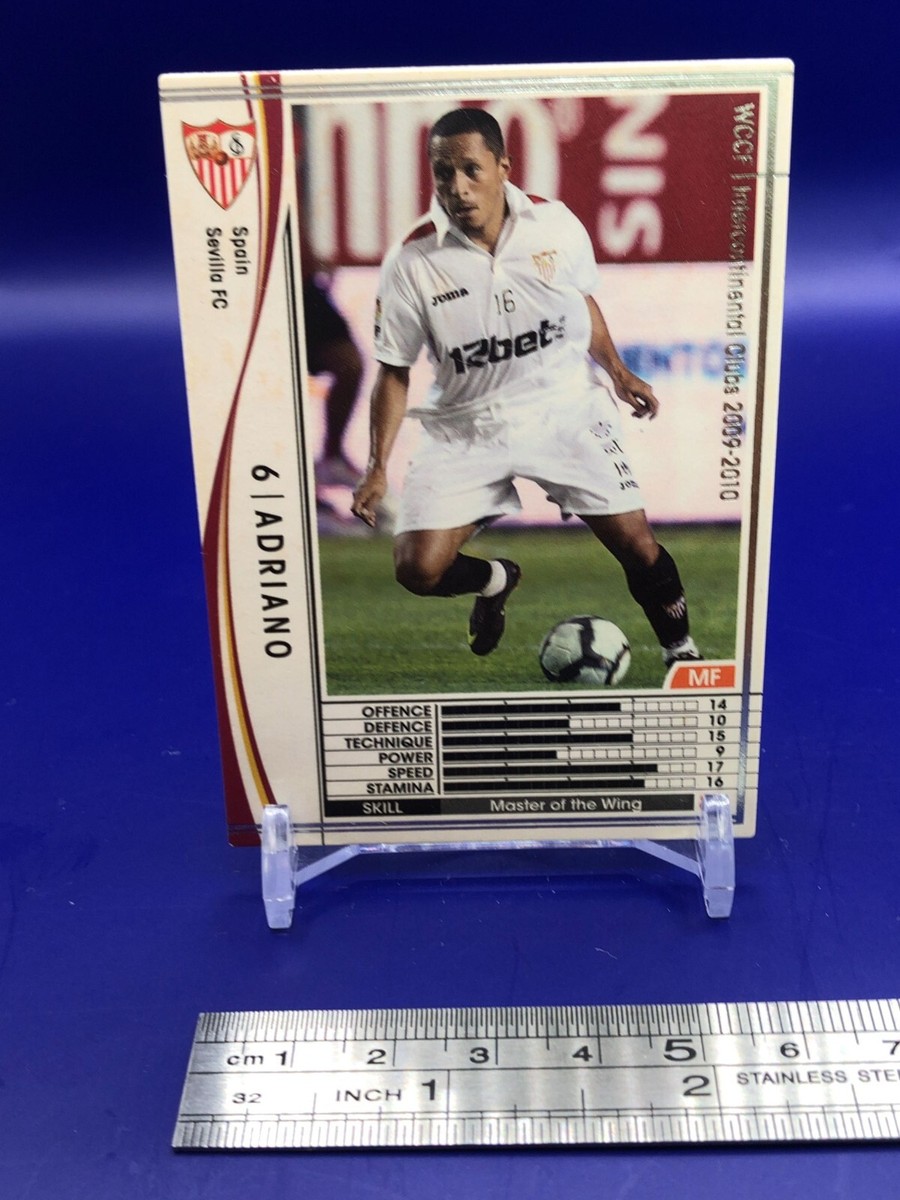 WCCF | Intercontinental Clubs 2009-2010
Spain
Sevilla FC
6 | ADRIANO
NIS
Joma
16
12bet
16
MF
OFFENCE 14
DEFENCE 10
TECHNIQUE 15
POWER 9
SPEED 17
STAMINA 16
SKILL Master of the Wing
cm 1 2 3 4 5 6 7
32 INCH 1 2 STAINLESS STE